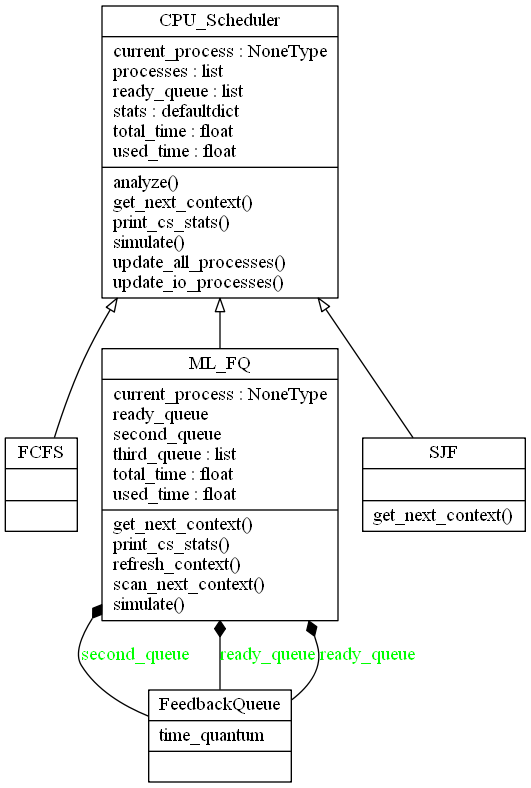 CPU_Scheduler
current_process : NoneType
processes : list
ready_queue : list
stats : defaultdict
total_time : float
used_time : float
analyze()
get_next_context()
print_cs_stats()
simulate()
update_all_processes()
update_io_processes()
ML_FQ
current_process : NoneType
ready_queue
second_queue
third_queue : list
total_time : float
used_time : float
get_next_context()
print_cs_stats()
refresh_context()
scan_next_context()
simulate()
FCFS
SJF
get_next_context()
second_queue
ready_queue
ready_queue
FeedbackQueue
time_quantum